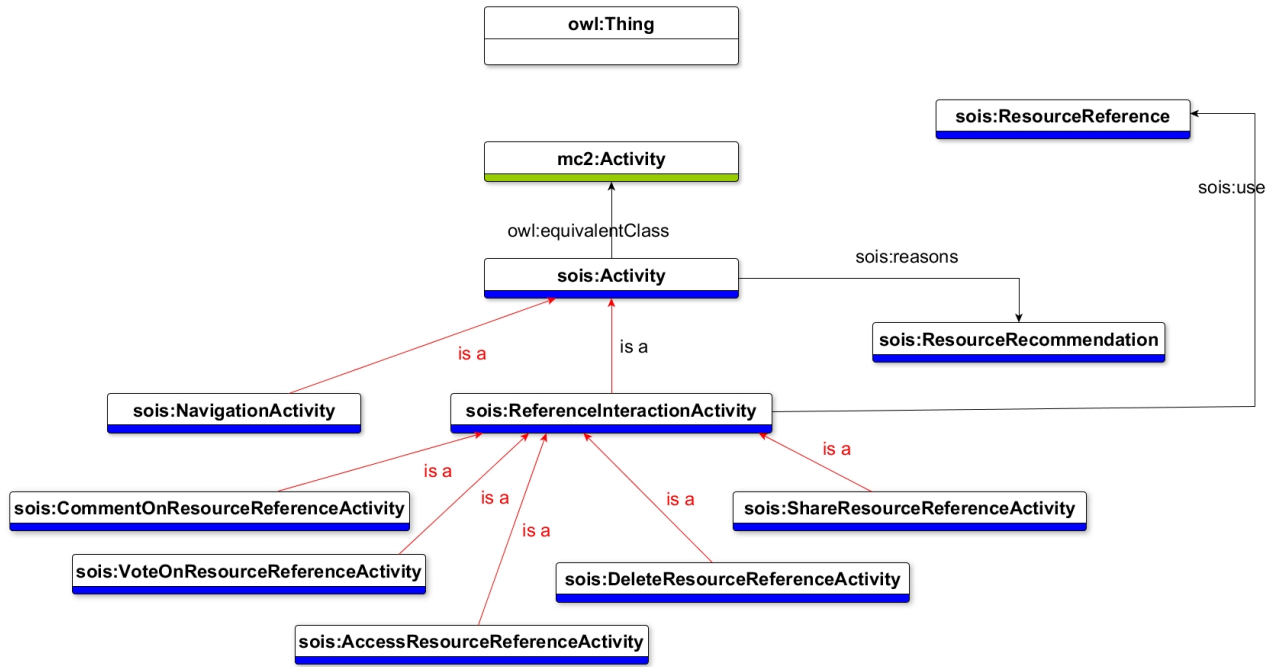 owl:Thing
sois:ResourceReference
mc2:Activity
sois:use
owl:equivalentClass
sois:reasons
sois:Activity
sois:ResourceRecommendation
is a
is a
sois:NavigationActivity
sois:ReferenceInteractionActivity
is a
is a
is a
is a
is a
sois:CommentOnResourceReferenceActivity
sois:ShareResourceReferenceActivity
sois:VoteOnResourceReferenceActivity
sois:DeleteResourceReferenceActivity
sois:AccessResourceReferenceActivity